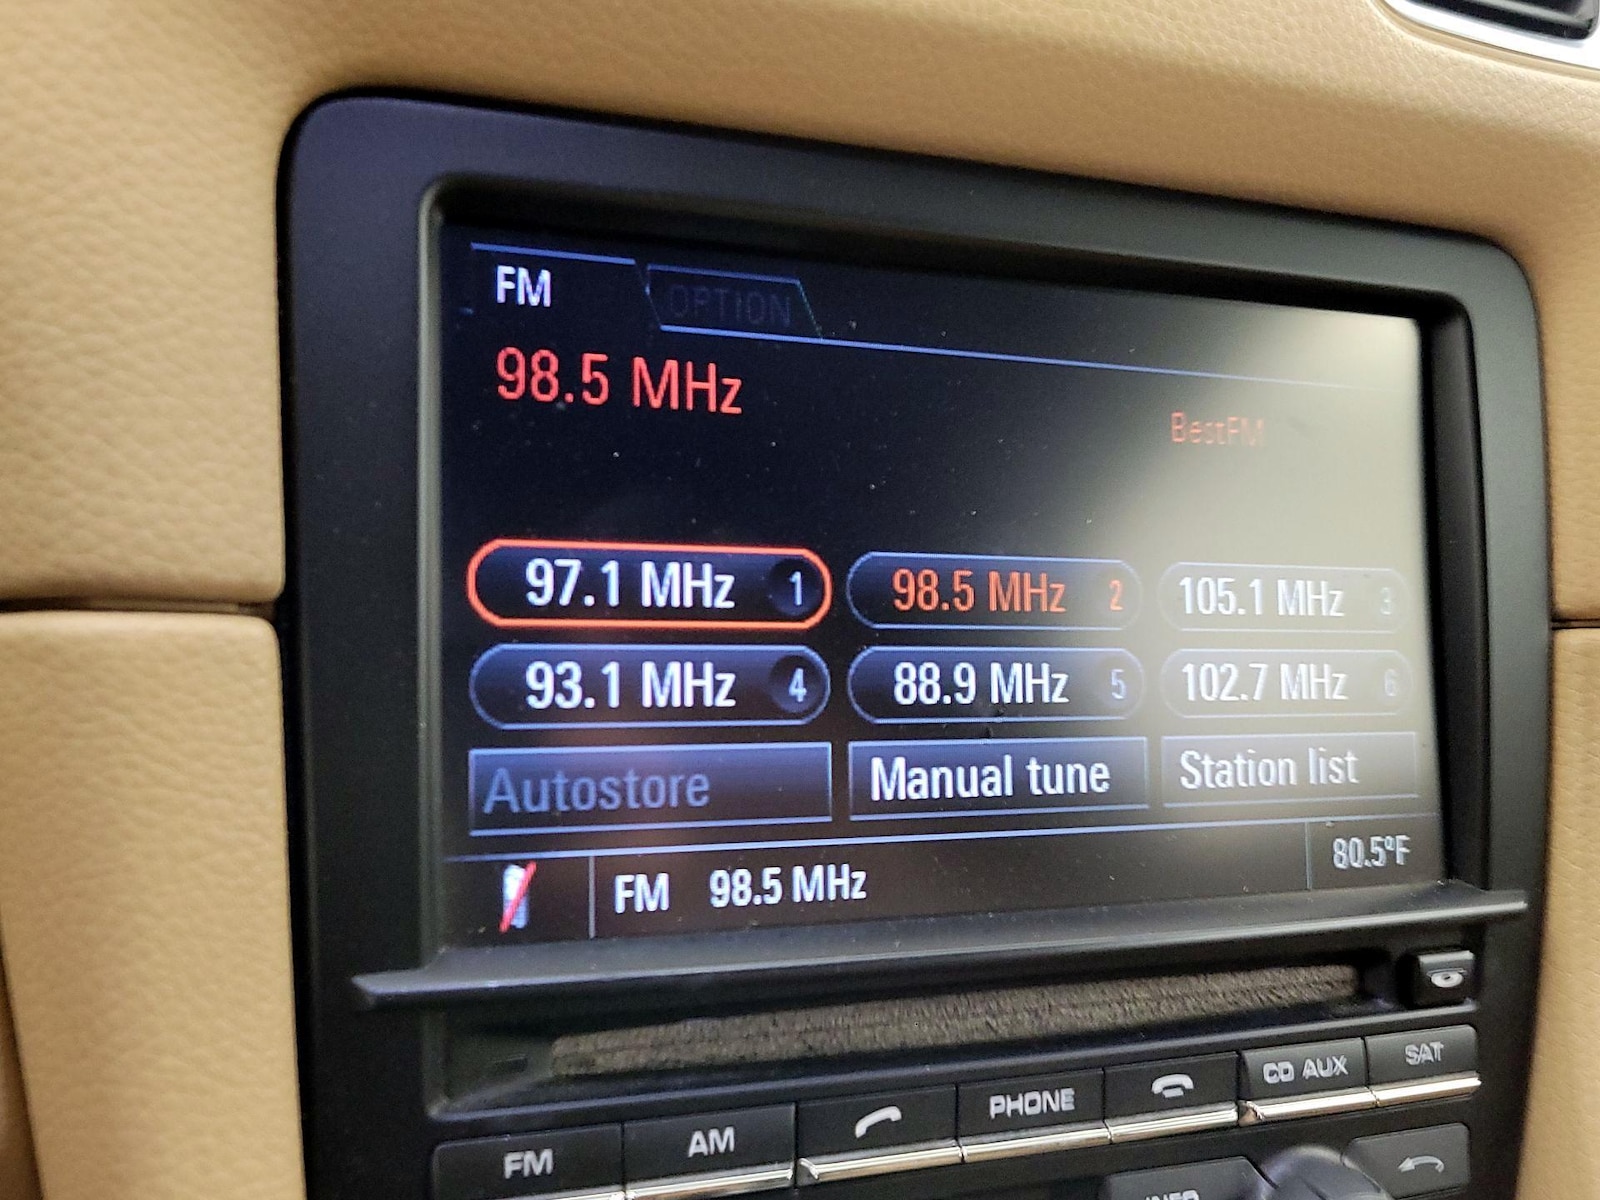 FM OPTION
98.5 MHz
BestFM
97.1 MHz 1 98.5 MHz 2 105.1 MHz 3
93.1 MHz 4 88.9 MHz 5 102.7 MHz 6
Autostore Manual tune Station list
FM 98.5 MHz 80.5°F
FM AM PHONE CD AUX SAT
INFO